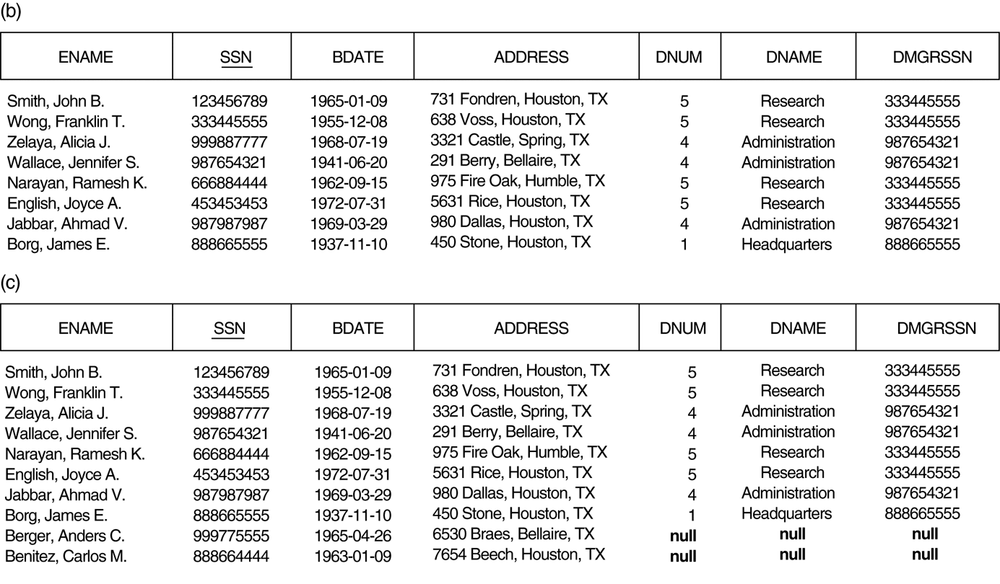 (b)
ENAME SSN BDATE ADDRESS DNUM DNAME DMGRSSN
Smith, John B. 123456789 1965-01-09 731 Fondren, Houston, TX 5 Research 333445555
Wong, Franklin T. 333445555 1955-12-08 638 Voss, Houston, TX 5 Research 333445555
Zelaya, Alicia J. 999887777 1968-07-19 3321 Castle, Spring, TX 4 Administration 987654321
Wallace, Jennifer S. 987654321 1941-06-20 291 Berry, Bellaire, TX 4 Administration 987654321
Narayan, Ramesh K. 666884444 1962-09-15 975 Fire Oak, Humble, TX 5 Research 333445555
English, Joyce A. 453453453 1972-07-31 5631 Rice, Houston, TX 5 Research 333445555
Jabbar, Ahmad V. 987987987 1969-03-29 980 Dallas, Houston, TX 4 Administration 987654321
Borg, James E. 888665555 1937-11-10 450 Stone, Houston, TX 1 Headquarters 888665555
(c)
ENAME SSN BDATE ADDRESS DNUM DNAME DMGRSSN
Smith, John B. 123456789 1965-01-09 731 Fondren, Houston, TX 5 Research 333445555
Wong, Franklin T. 333445555 1955-12-08 638 Voss, Houston, TX 5 Research 333445555
Zelaya, Alicia J. 999887777 1968-07-19 3321 Castle, Spring, TX 4 Administration 987654321
Wallace, Jennifer S. 987654321 1941-06-20 291 Berry, Bellaire, TX 4 Administration 987654321
Narayan, Ramesh K. 666884444 1962-09-15 975 Fire Oak, Humble, TX 5 Research 333445555
English, Joyce A. 453453453 1972-07-31 5631 Rice, Houston, TX 5 Research 333445555
Jabbar, Ahmad V. 987987987 1969-03-29 980 Dallas, Houston, TX 4 Administration 987654321
Borg, James E. 888665555 1937-11-10 450 Stone, Houston, TX 1 Headquarters 888665555
Berger, Anders C. 999775555 1965-04-26 6530 Braes, Bellaire, TX null null null
Benitez, Carlos M. 888664444 1963-01-09 7654 Beech, Houston, TX null null null